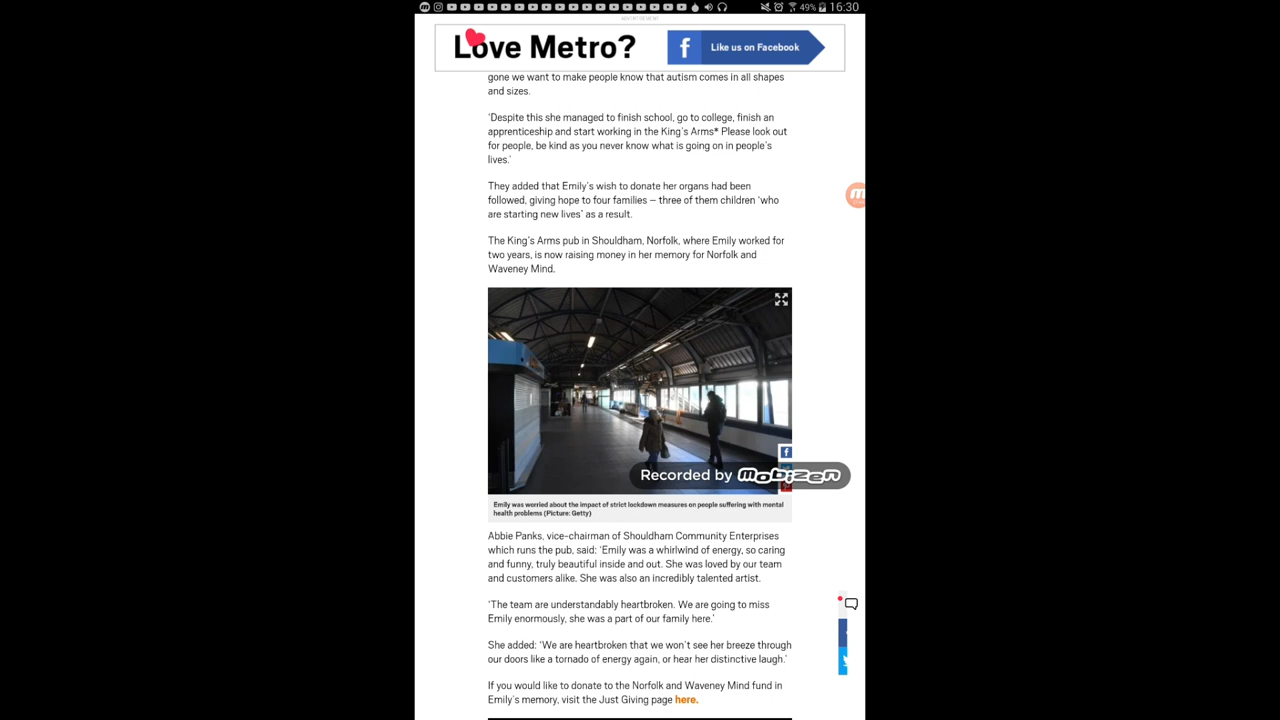 49% 16:30
ADVERTISEMENT
Love Metro?
f Like us on Facebook
gone we want to make people know that autism comes in all shapes
and sizes.
'Despite this she managed to finish school, go to college, finish an
apprenticeship and start working in the King's Arms* Please look out
for people, be kind as you never know what is going on in people's
lives.'
They added that Emily's wish to donate her organs had been
followed, giving hope to four families – three of them children 'who
are starting new lives' as a result.
The King's Arms pub in Shouldham, Norfolk, where Emily worked for
two years, is now raising money in her memory for Norfolk and
Waveney Mind.
Recorded by mobizen
Emily was worried about the impact of strict lockdown measures on people suffering with mental
health problems (Picture: Getty)
Abbie Panks, vice-chairman of Shouldham Community Enterprises
which runs the pub, said: 'Emily was a whirlwind of energy, so caring
and funny, truly beautiful inside and out. She was loved by our team
and customers alike. She was also an incredibly talented artist.
'The team are understandably heartbroken. We are going to miss
Emily enormously, she was a part of our family here.'
She added: 'We are heartbroken that we won't see her breeze through
our doors like a tornado of energy again, or hear her distinctive laugh.'
If you would like to donate to the Norfolk and Waveney Mind fund in
Emily's memory, visit the Just Giving page here.